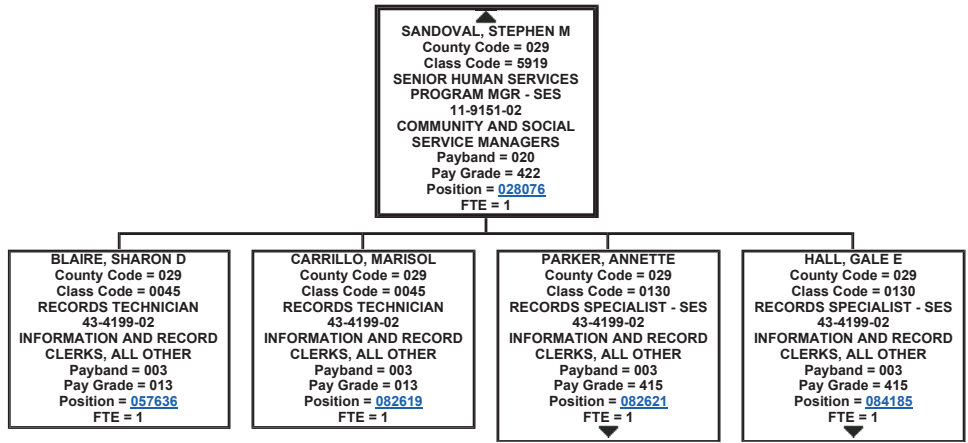 SANDOVAL, STEPHEN M
County Code = 029
Class Code = 5919
SENIOR HUMAN SERVICES
PROGRAM MGR - SES
11-9151-02
COMMUNITY AND SOCIAL
SERVICE MANAGERS
Payband = 020
Pay Grade = 422
Position = 028076
FTE = 1
BLAIRE, SHARON D
County Code = 029
Class Code = 0045
RECORDS TECHNICIAN
43-4199-02
INFORMATION AND RECORD
CLERKS, ALL OTHER
Payband = 003
Pay Grade = 013
Position = 057636
FTE = 1
CARRILLO, MARISOL
County Code = 029
Class Code = 0045
RECORDS TECHNICIAN
43-4199-02
INFORMATION AND RECORD
CLERKS, ALL OTHER
Payband = 003
Pay Grade = 013
Position = 082619
FTE = 1
PARKER, ANNETTE
County Code = 029
Class Code = 0130
RECORDS SPECIALIST - SES
43-4199-02
INFORMATION AND RECORD
CLERKS, ALL OTHER
Payband = 003
Pay Grade = 415
Position = 082621
FTE = 1
HALL, GALE E
County Code = 029
Class Code = 0130
RECORDS SPECIALIST - SES
43-4199-02
INFORMATION AND RECORD
CLERKS, ALL OTHER
Payband = 003
Pay Grade = 415
Position = 084185
FTE = 1